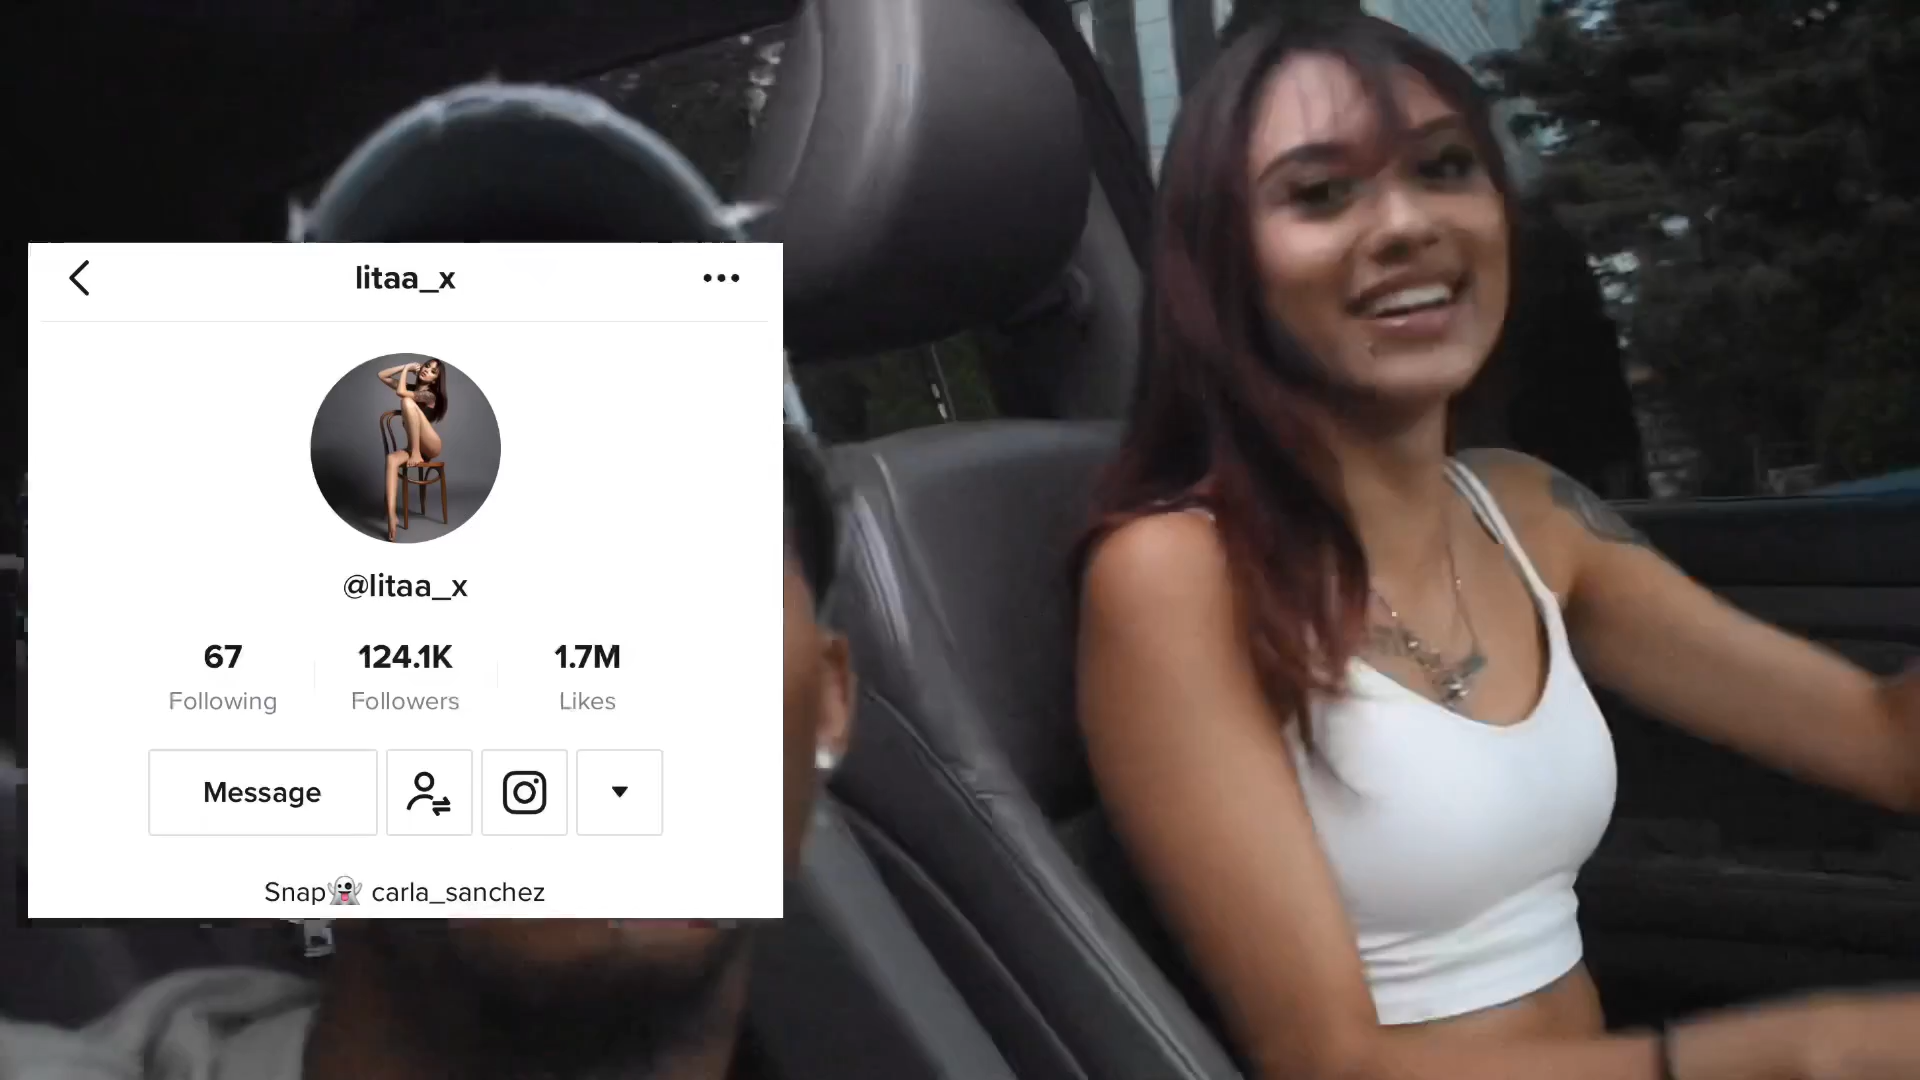 litaa_x
@litaa_x
67 124.1K 1.7M
Following Followers Likes
Message
Snap👻 carla_sanchez